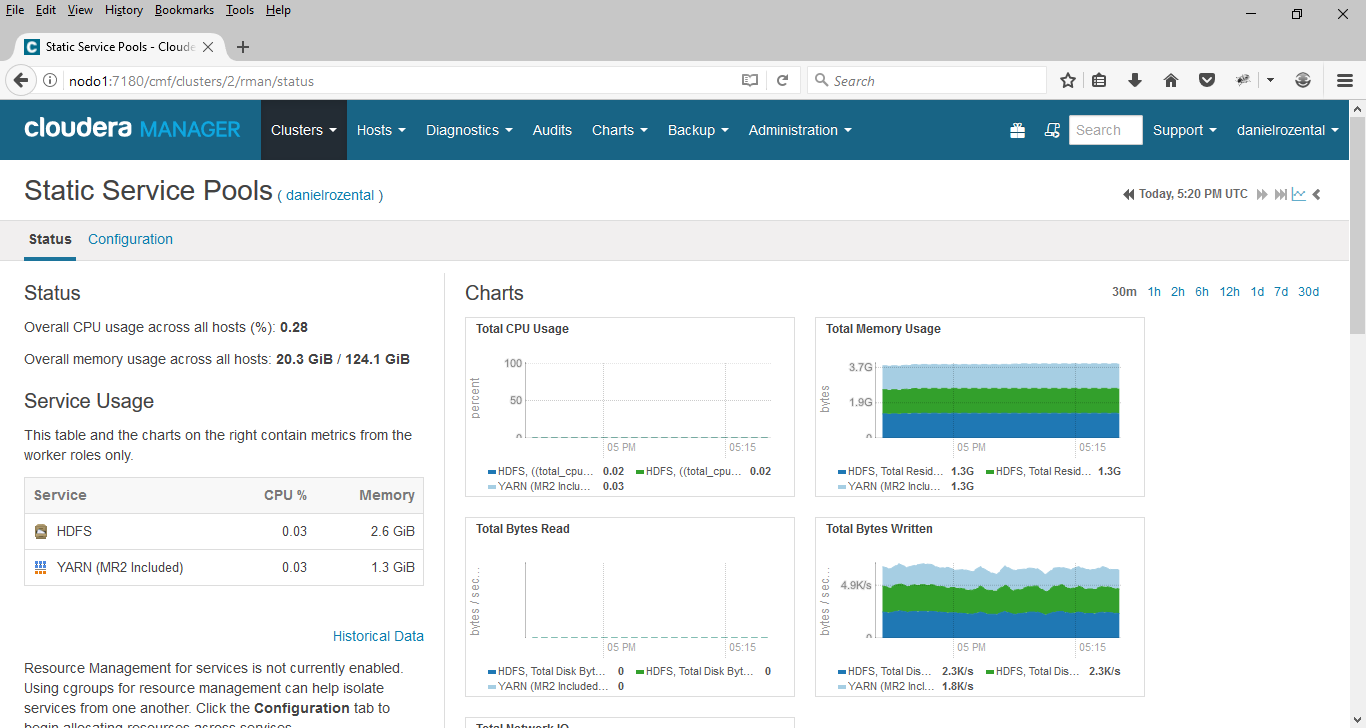 File Edit View History Bookmarks Tools Help
Static Service Pools - Cloude
nodo1:7180/cmf/clusters/2/rman/status
Search
cloudera MANAGER Clusters Hosts Diagnostics Audits Charts Backup Administration Search Support danielrozental
Static Service Pools ( danielrozental ) Today, 5:20 PM UTC
Status Configuration
Status
Overall CPU usage across all hosts (%): 0.28
Overall memory usage across all hosts: 20.3 GiB / 124.1 GiB
Service Usage
This table and the charts on the right contain metrics from the
worker roles only.
Service CPU % Memory
HDFS 0.03 2.6 GiB
YARN (MR2 Included) 0.03 1.3 GiB
Historical Data
Resource Management for services is not currently enabled.
Using cgroups for resource management can help isolate
services from one another. Click the Configuration tab to
begin allocating resources across services.
Charts 30m 1h 2h 6h 12h 1d 7d 30d
Total CPU Usage
percent
100
50
0
05 PM 05:15
HDFS, ((total_cpu... 0.02 HDFS, ((total_cpu... 0.02
YARN (MR2 Inclu... 0.03
Total Memory Usage
bytes
3.7G
1.9G
0
05 PM 05:15
HDFS, Total Resid... 1.3G HDFS, Total Resid... 1.3G
YARN (MR2 Inclu... 1.3G
Total Bytes Read
bytes / sec...
05 PM 05:15
HDFS, Total Disk Byt... 0 HDFS, Total Disk Byt... 0
YARN (MR2 Included... 0
Total Bytes Written
bytes / sec...
4.9K/s
0
05 PM 05:15
HDFS, Total Dis... 2.3K/s HDFS, Total Dis... 2.3K/s
YARN (MR2 Incl... 1.8K/s
Total Network IO